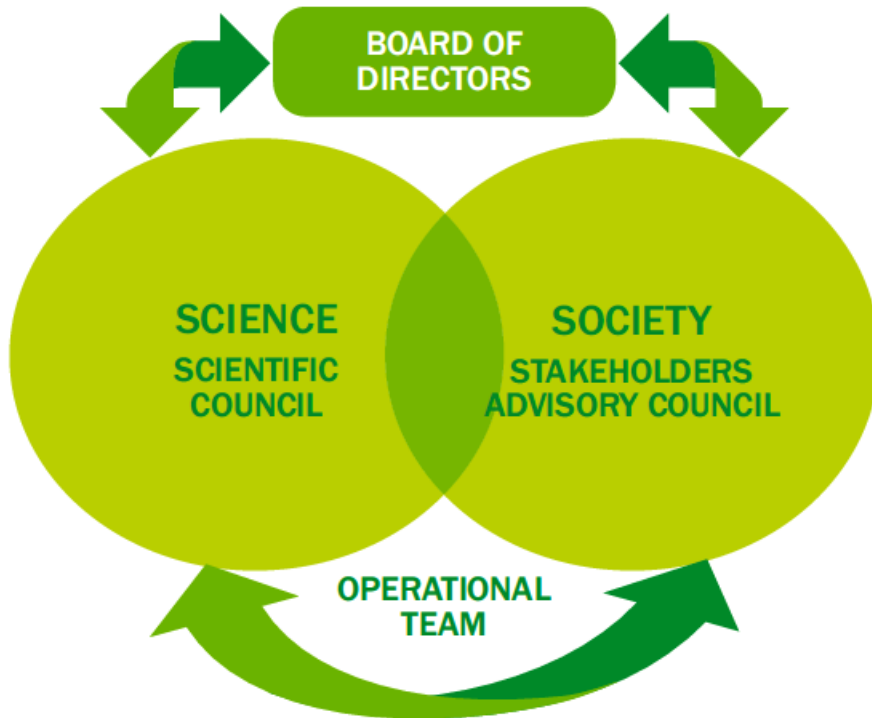 BOARD OF
DIRECTORS
SCIENCE
SCIENTIFIC
COUNCIL
SOCIETY
STAKEHOLDERS
ADVISORY COUNCIL
OPERATIONAL
TEAM